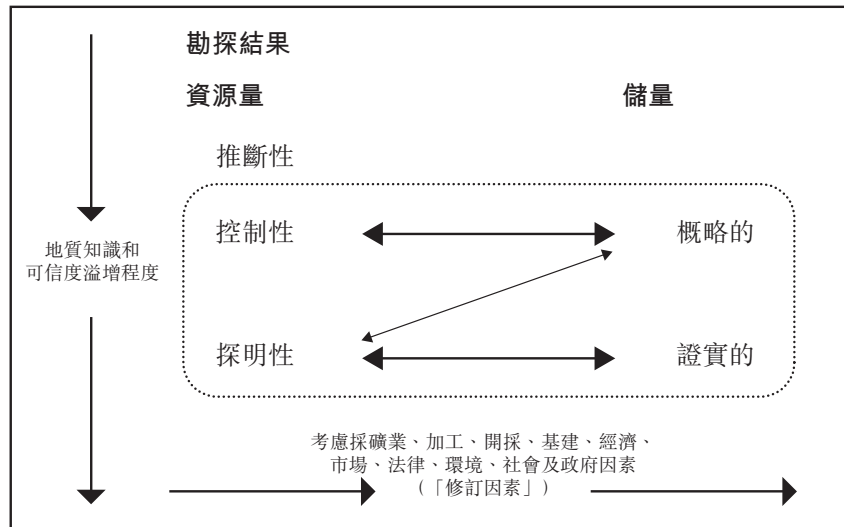 勘探結果
資源量 儲量
推斷性
控制性 概略的
地質知識和
可信度溢增程度
探明性 證實的
考慮採礦業、加工、開採、基建、經濟、
市場、法律、環境、社會及政府因素
(「修訂因素」)